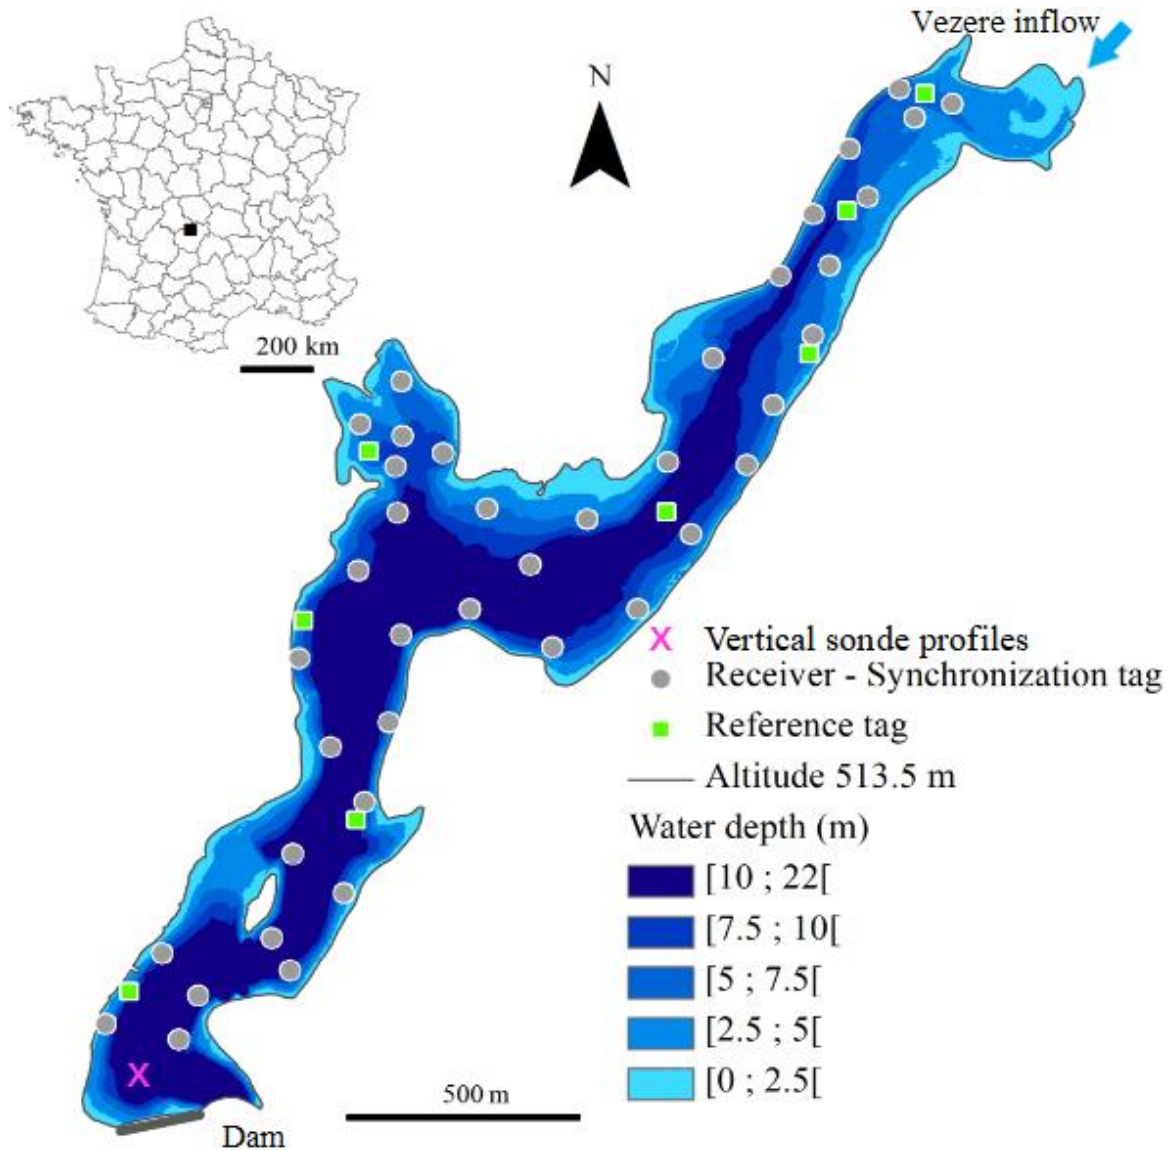 Vezere inflow
N
200 km
X Vertical sonde profiles
Receiver - Synchronization tag
Reference tag
Altitude 513.5 m
Water depth (m)
[10 ; 22[
[7.5 ; 10[
[5 ; 7.5[
[2.5 ; 5[
[0 ; 2.5[
X
500 m
Dam